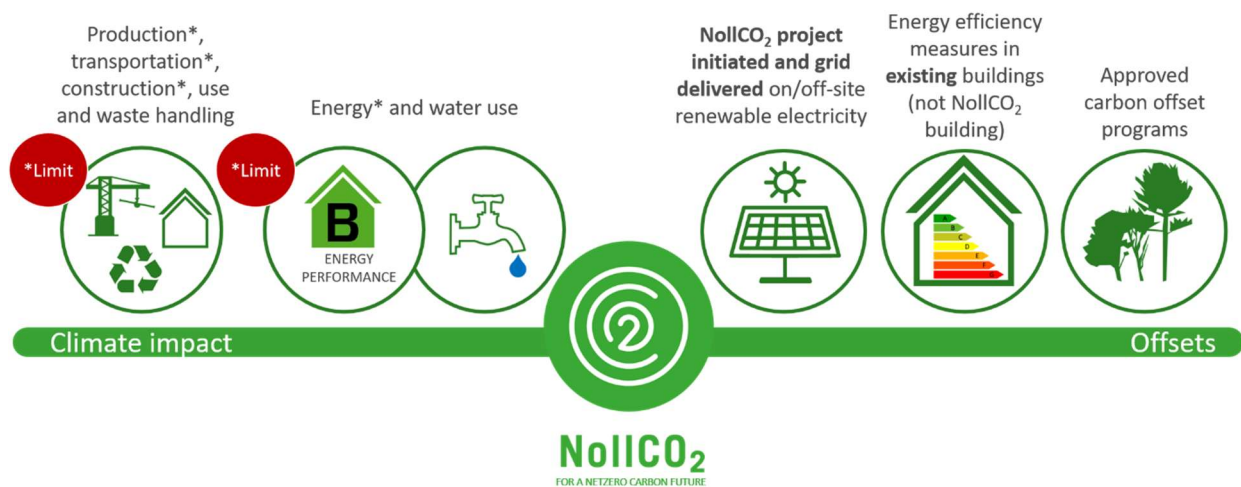 Production*,
transportation*,
construction*, use
and waste handling
*Limit
Energy* and water use
*Limit
B
ENERGY
PERFORMANCE
NollCO₂ project
initiated and grid
delivered on/off-site
renewable electricity
Energy efficiency
measures in
existing buildings
(not NollCO₂
building)
A
B
C
D
E
F
G
Approved
carbon offset
programs
Climate impact
2
Offsets
NollCO₂
FOR A NETZERO CARBON FUTURE